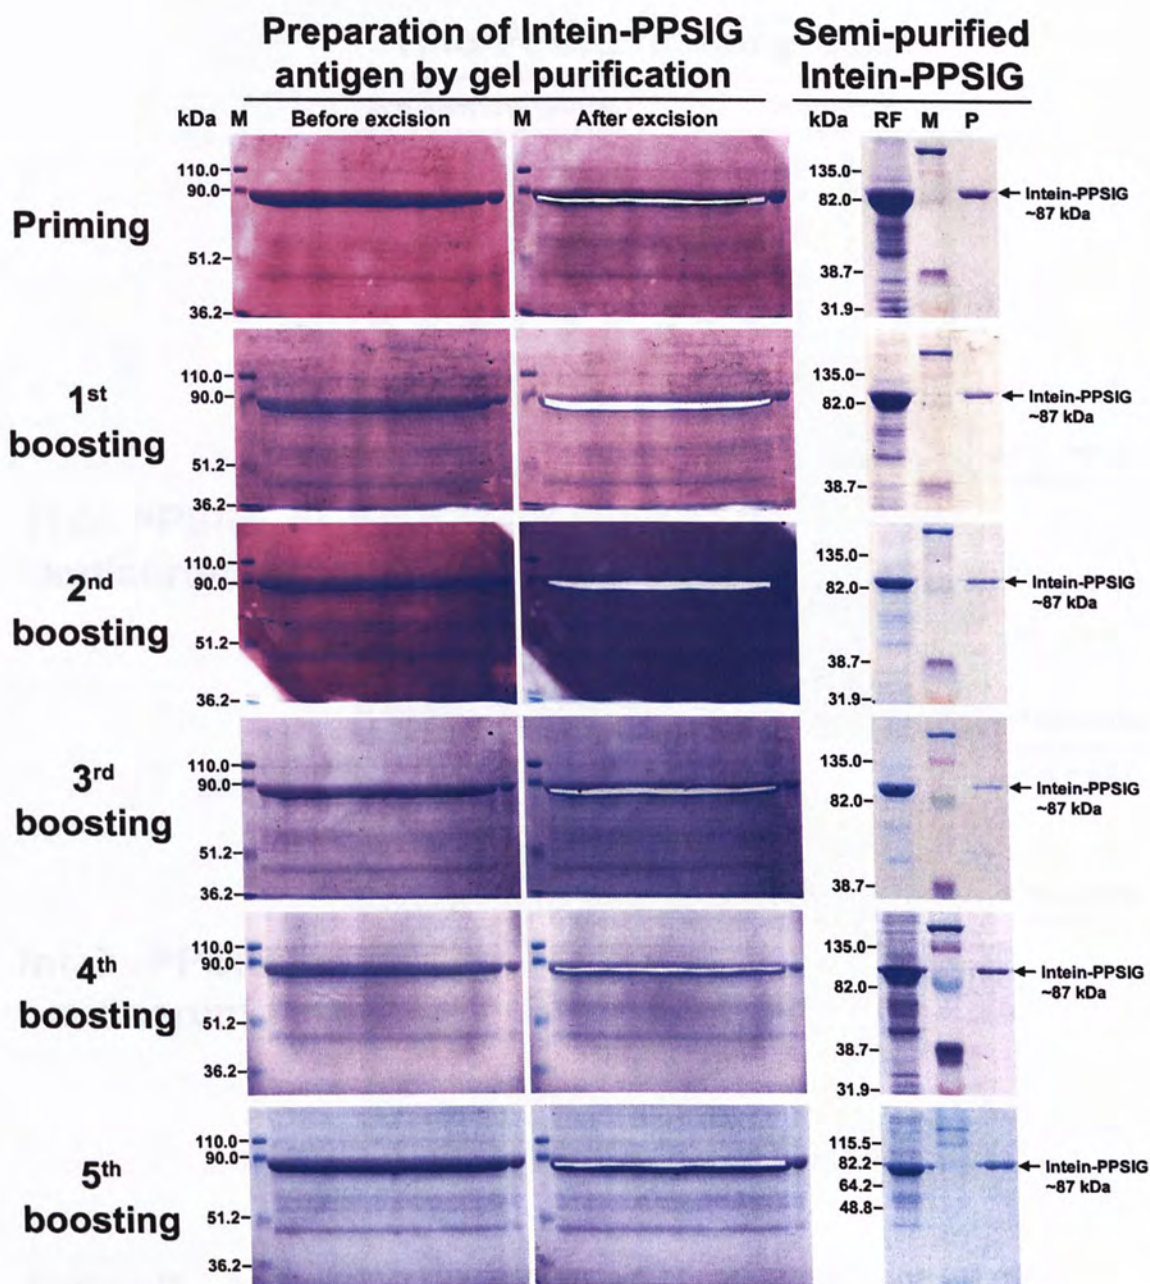 Preparation of Intein-PPSIG
antigen by gel purification
Semi-purified
Intein-PPSIG
kDa M Before excision M After excision kDa RF M P
Priming
110.0-
90.0-
51.2-
36.2-
135.0-
82.0-
38.7-
31.9-
Intein-PPSIG
~87 kDa
1st
boosting
110.0-
90.0-
51.2-
36.2-
135.0-
82.0-
38.7-
Intein-PPSIG
~87 kDa
2nd
boosting
110.0-
90.0-
51.2-
36.2-
135.0-
82.0-
38.7-
31.9-
Intein-PPSIG
~87 kDa
3rd
boosting
110.0-
90.0-
51.2-
36.2-
135.0-
82.0-
38.7-
Intein-PPSIG
~87 kDa
4th
boosting
110.0-
90.0-
51.2-
36.2-
135.0-
82.0-
38.7-
31.9-
Intein-PPSIG
~87 kDa
5th
boosting
110.0-
90.0-
51.2-
36.2-
115.5-
82.2-
64.2-
48.8-
Intein-PPSIG
~87 kDa